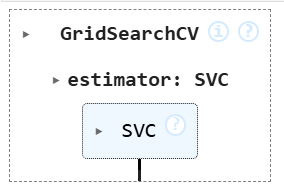 ▸ GridSearchCV i ?
▸ estimator: SVC
▸ SVC ?